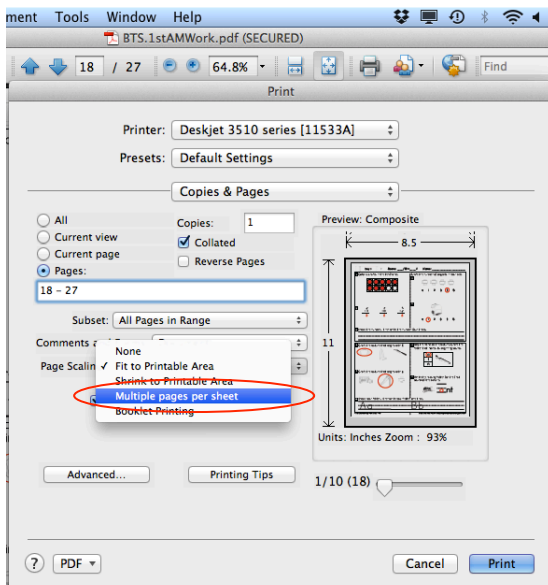 ment Tools Window Help
BTS.1stAMWork.pdf (SECURED)
18 / 27 64.8% Find
Print
Printer: Deskjet 3510 series [11533A]
Presets: Default Settings
Copies & Pages
All
Current view
Current page
Pages:
18 – 27
Copies: 1
Collated
Reverse Pages
Subset: All Pages in Range
Comments a
Page Scalin
None
Fit to Printable Area
Shrink to Printable Area
Multiple pages per sheet
Booklet Printing
Advanced...
Printing Tips
Preview: Composite
8.5
11
Aa Bb
Units: Inches Zoom : 93%
1/10 (18)
? PDF
Cancel
Print